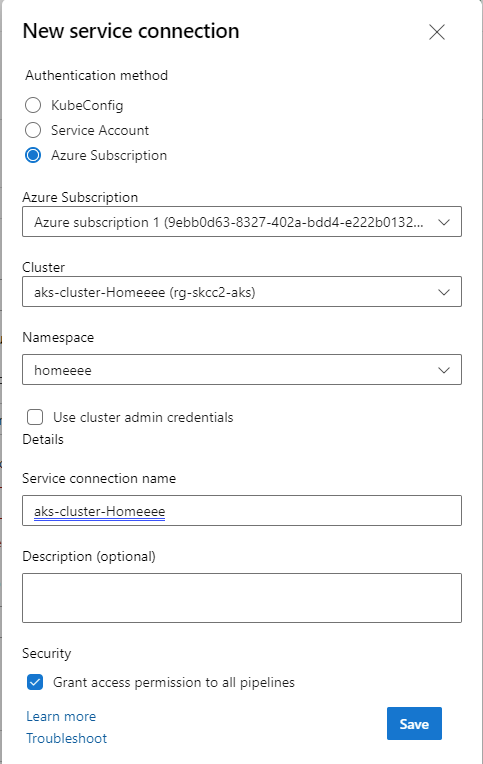 New service connection
Authentication method
KubeConfig
Service Account
Azure Subscription
Azure Subscription
Azure subscription 1 (9ebb0d63-8327-402a-bdd4-e222b0132...
Cluster
aks-cluster-Homeeee (rg-skcc2-aks)
Namespace
homeeee
Use cluster admin credentials
Details
Service connection name
aks-cluster-Homeeee
Description (optional)
Security
Grant access permission to all pipelines
Learn more
Troubleshoot
Save